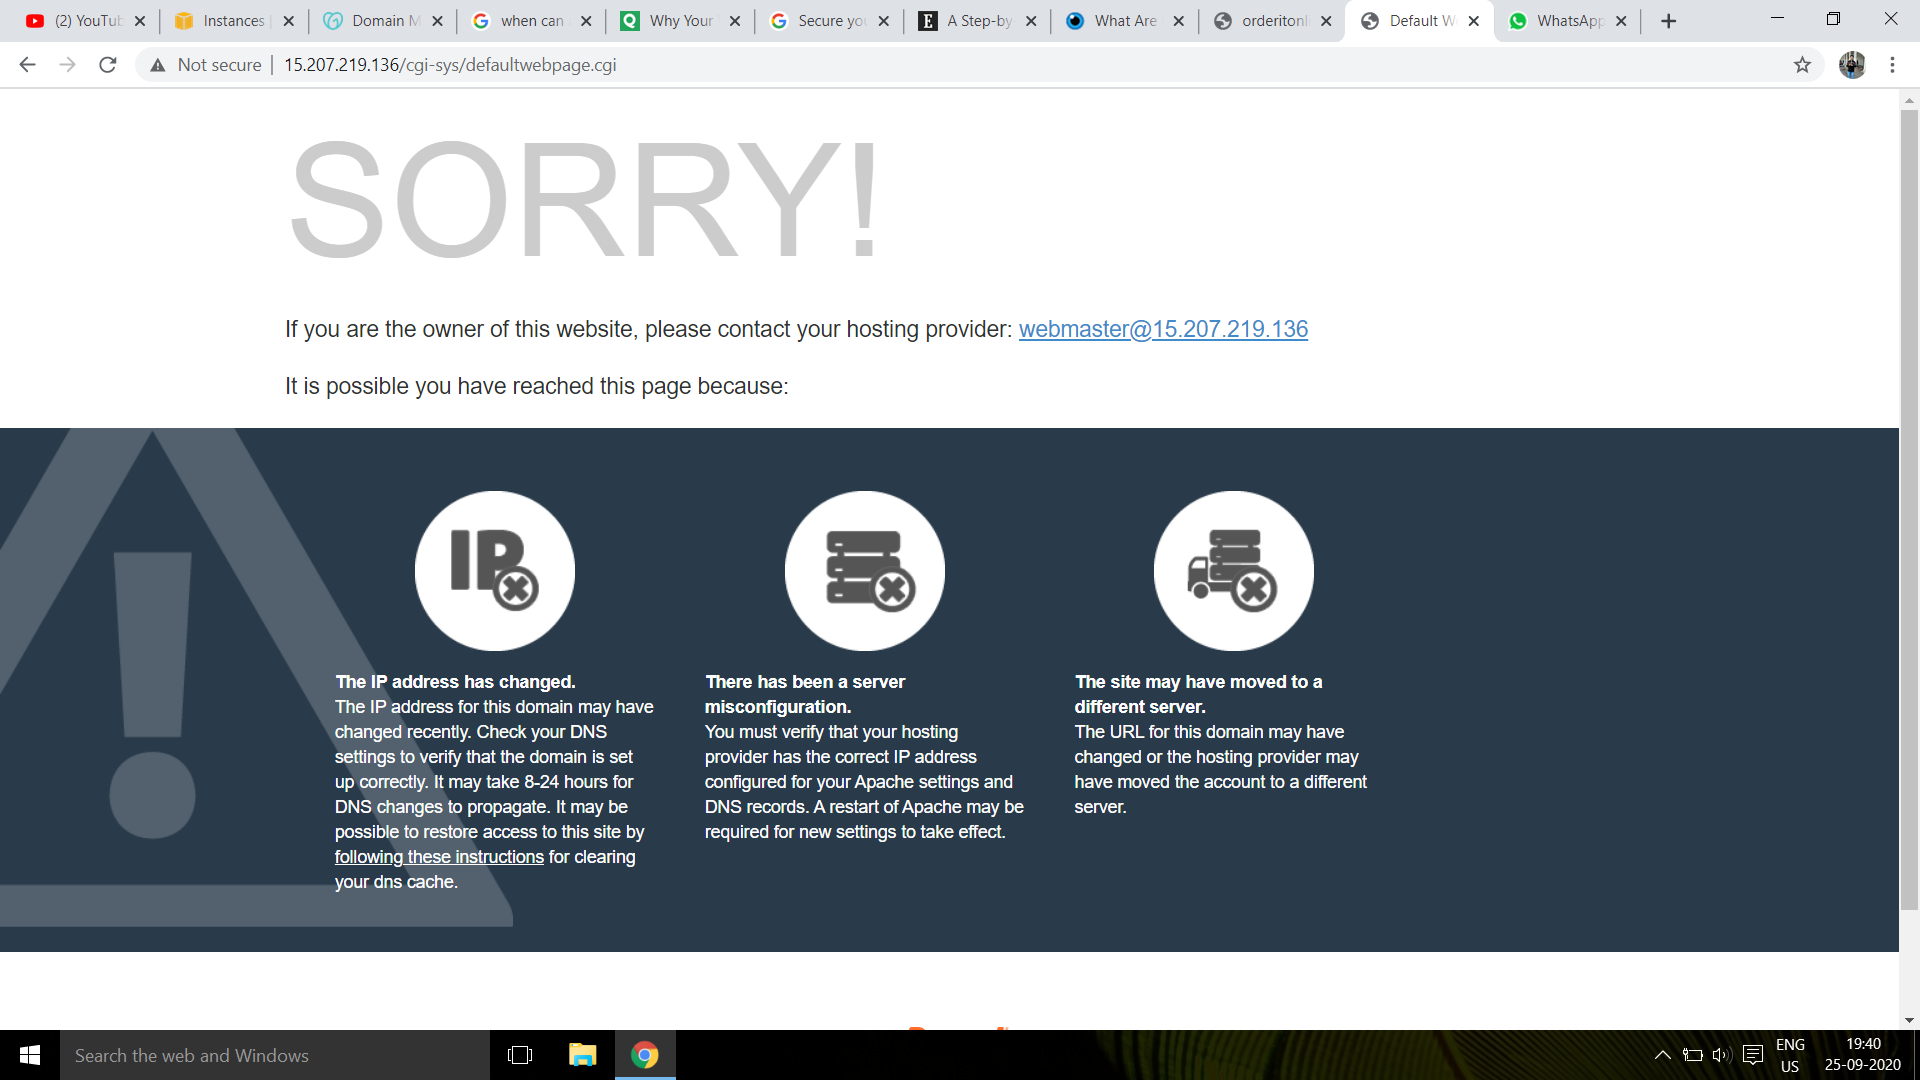 (2) YouTub
Instances
Domain M
when can
Why Your
Secure yo
A Step-by
What Are
orderitonl
Default W
WhatsApp
Not secure
15.207.219.136/cgi-sys/defaultwebpage.cgi
SORRY!
If you are the owner of this website, please contact your hosting provider: webmaster@15.207.219.136
It is possible you have reached this page because:
The IP address has changed.
The IP address for this domain may have
changed recently. Check your DNS
settings to verify that the domain is set
up correctly. It may take 8-24 hours for
DNS changes to propagate. It may be
possible to restore access to this site by
following these instructions for clearing
your dns cache.
There has been a server
misconfiguration.
You must verify that your hosting
provider has the correct IP address
configured for your Apache settings and
DNS records. A restart of Apache may be
required for new settings to take effect.
The site may have moved to a
different server.
The URL for this domain may have
changed or the hosting provider may
have moved the account to a different
server.
Search the web and Windows
ENG
US
19:40
25-09-2020